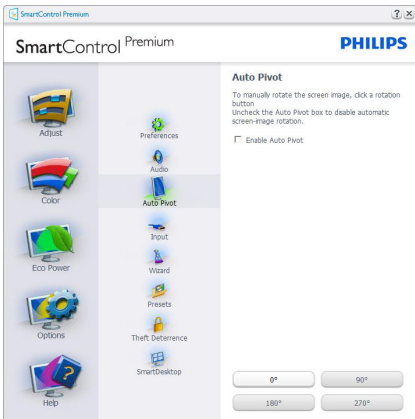 SmartControl Premium
SmartControl Premium
PHILIPS
Adjust
Color
Eco Power
Options
Help
Preferences
Audio
Auto Pivot
Input
Wizard
Presets
Theft Deterrence
SmartDesktop
Auto Pivot
To manually rotate the screen image, click a rotation
button
Uncheck the Auto Pivot box to disable automatic
screen-image rotation.
Enable Auto Pivot
0°
90°
180°
270°